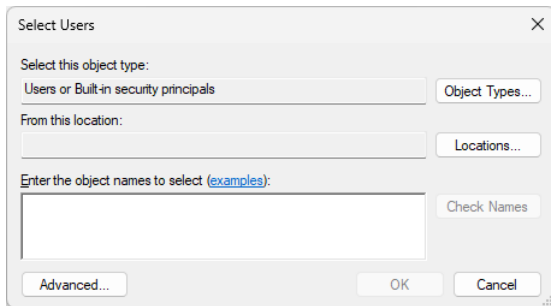 Select Users
Select this object type:
Users or Built-in security principals
Object Types...
From this location:
Locations...
Enter the object names to select (examples):
Check Names
Advanced...
OK
Cancel